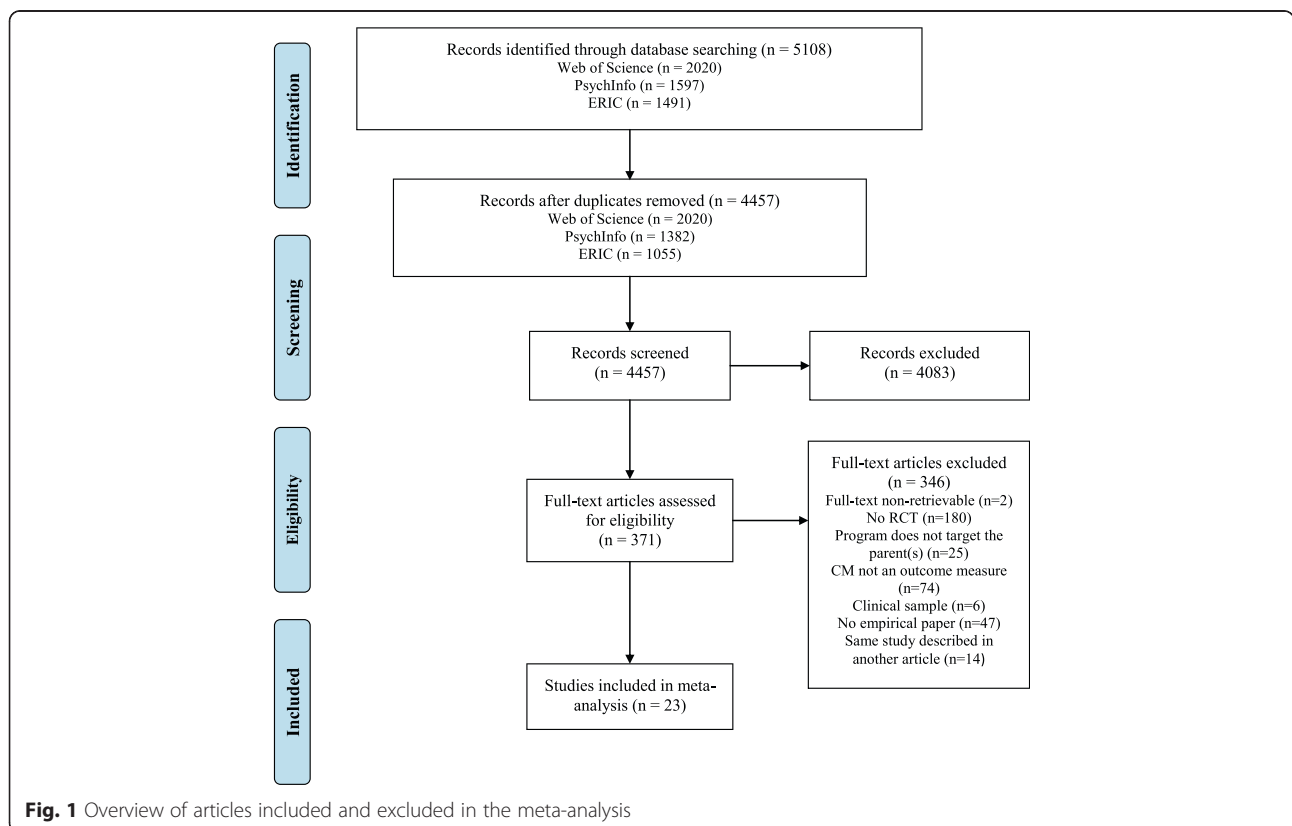 Identification
Records identified through database searching (n = 5108)
Web of Science (n = 2020)
PsychInfo (n = 1597)
ERIC (n = 1491)
Records after duplicates removed (n = 4457)
Web of Science (n = 2020)
PsychInfo (n = 1382)
ERIC (n = 1055)
Screening
Records screened
(n = 4457)
Records excluded
(n = 4083)
Eligibility
Full-text articles assessed
for eligibility
(n = 371)
Full-text articles excluded
(n = 346)
Full-text non-retrievable (n=2)
No RCT (n=180)
Program does not target the
parent(s) (n=25)
CM not an outcome measure
(n=74)
Clinical sample (n=6)
No empirical paper (n=47)
Same study described in
another article (n=14)
Included
Studies included in meta-
analysis (n = 23)
Fig. 1 Overview of articles included and excluded in the meta-analysis